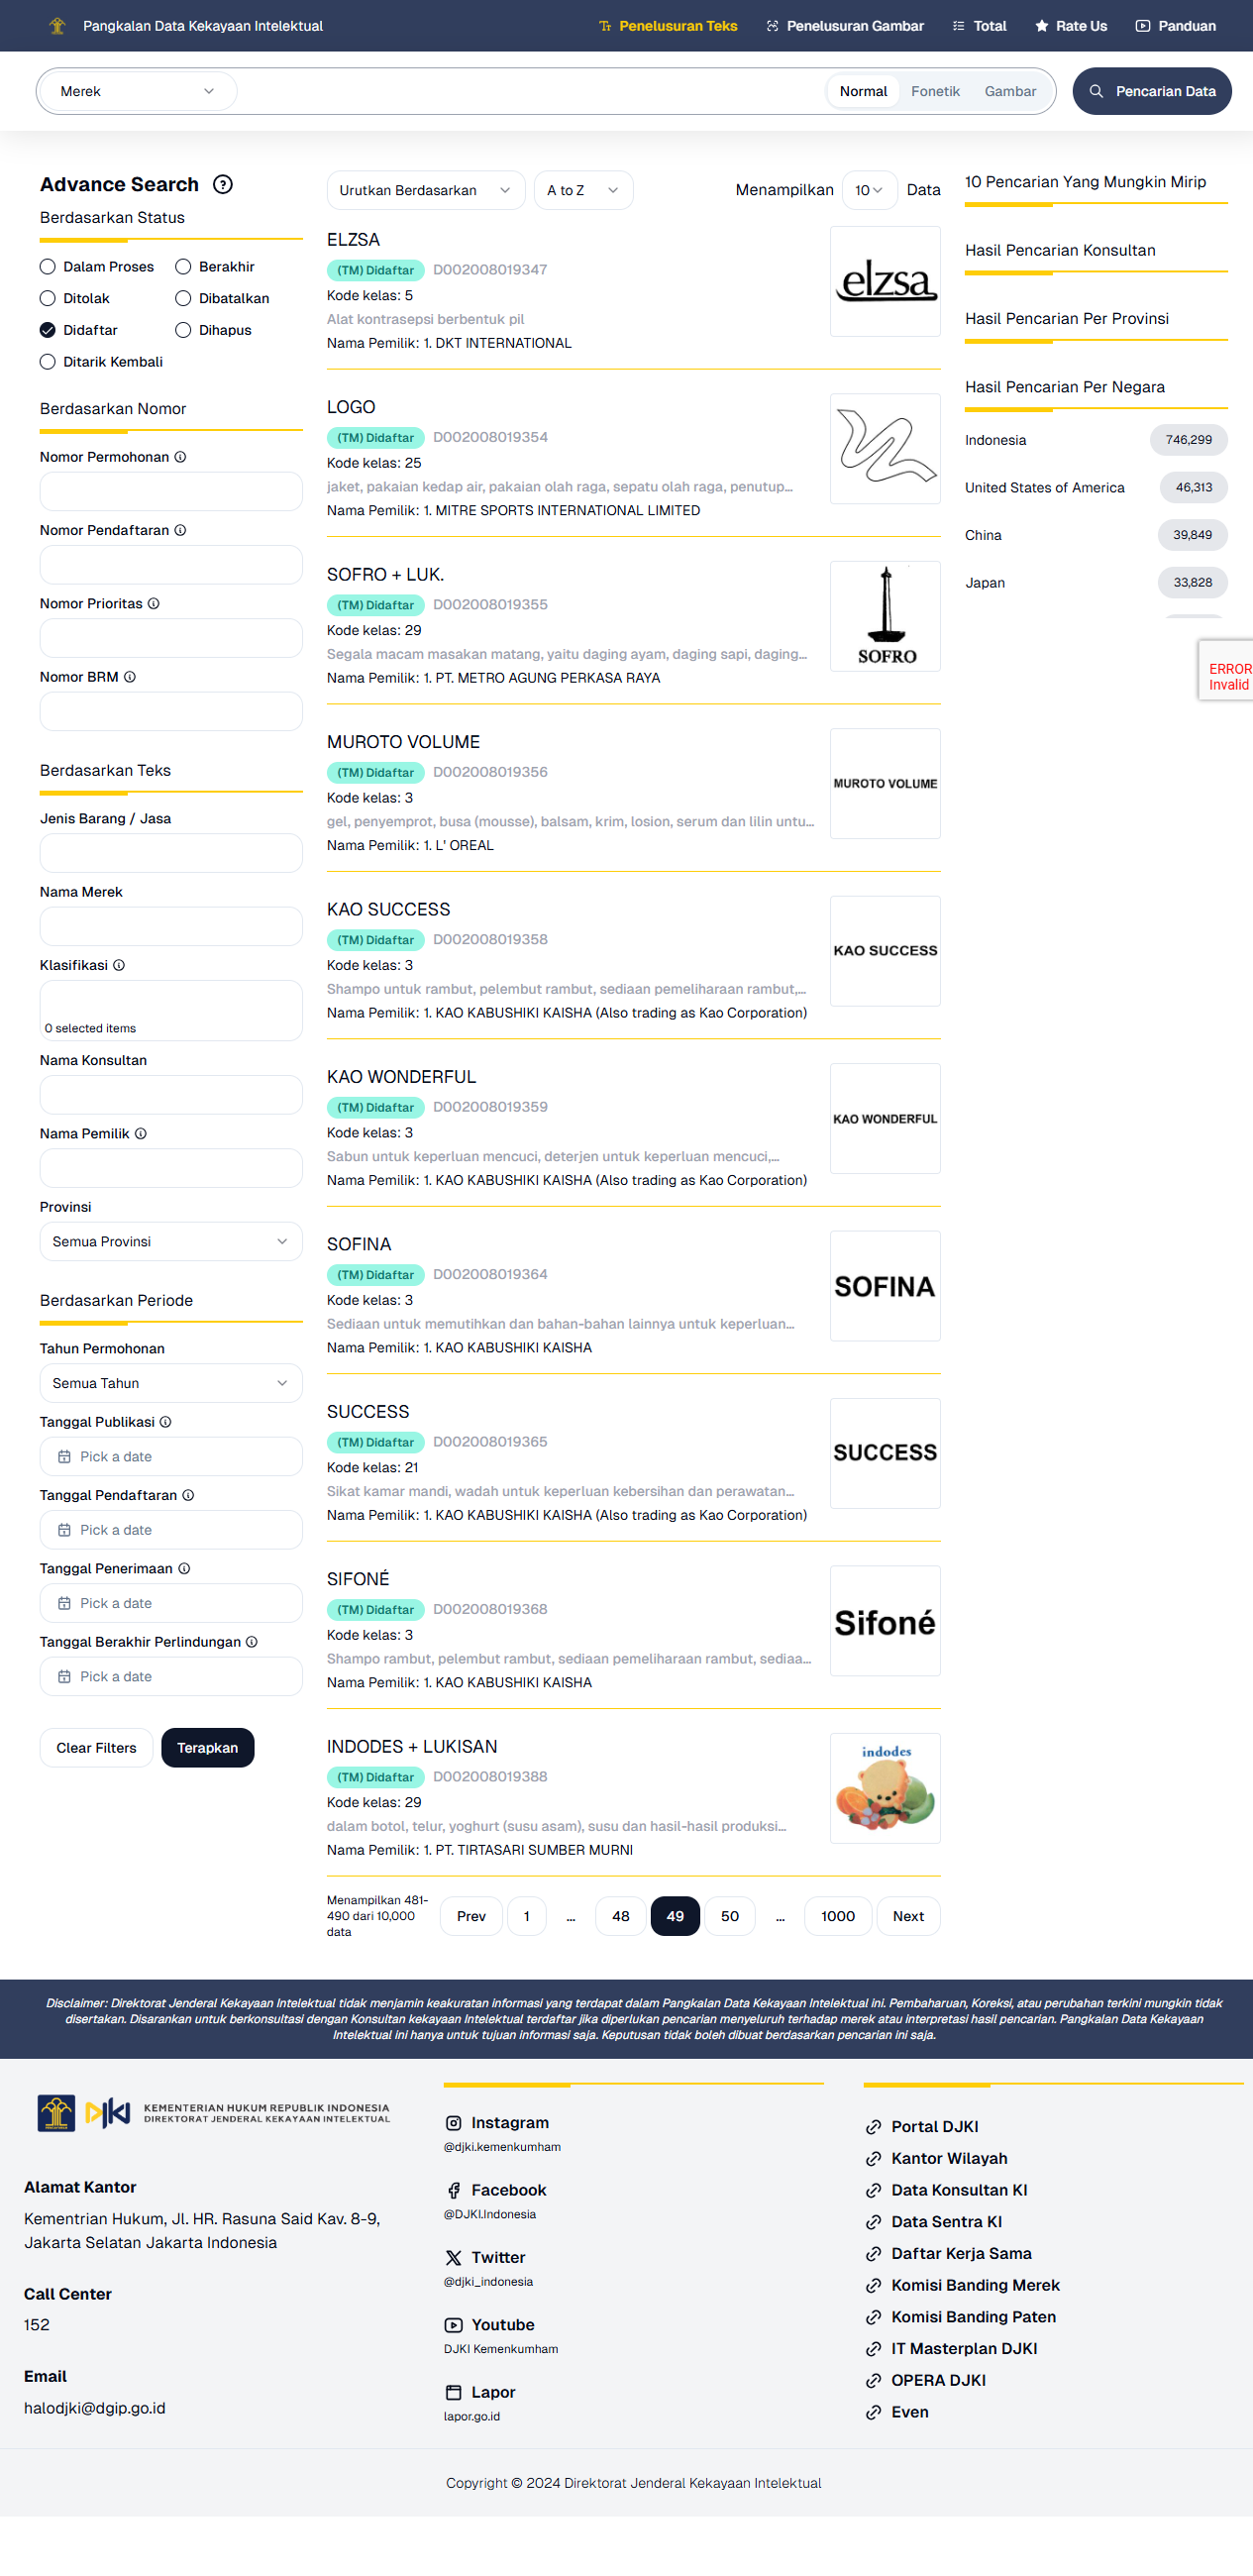 Pangkalan Data Kekayaan Intelektual
Penelusuran Teks
Penelusuran Gambar
Total
Rate Us
Panduan
Merek
Normal
Fonetik
Gambar
Pencarian Data
Advance Search
Berdasarkan Status
Dalam Proses
Berakhir
Ditolak
Dibatalkan
Didaftar
Dihapus
Ditarik Kembali
Berdasarkan Nomor
Nomor Permohonan
Nomor Pendaftaran
Nomor Prioritas
Nomor BRM
Berdasarkan Teks
Jenis Barang / Jasa
Nama Merek
Klasifikasi
0 selected items
Nama Konsultan
Nama Pemilik
Provinsi
Semua Provinsi
Berdasarkan Periode
Tahun Permohonan
Semua Tahun
Tanggal Publikasi
Pick a date
Tanggal Pendaftaran
Pick a date
Tanggal Penerimaan
Pick a date
Tanggal Berakhir Perlindungan
Pick a date
Clear Filters
Terapkan
Urutkan Berdasarkan
A to Z
Menampilkan 10 Data
ELZSA
(TM) Didaftar D002008019347
Kode kelas: 5
Alat kontrasepsi berbentuk pil
Nama Pemilik: 1. DKT INTERNATIONAL
elzsa
LOGO
(TM) Didaftar D002008019354
Kode kelas: 25
jaket, pakaian kedap air, pakaian olah raga, sepatu olah raga, penutup...
Nama Pemilik: 1. MITRE SPORTS INTERNATIONAL LIMITED
SOFRO + LUK.
(TM) Didaftar D002008019355
Kode kelas: 29
Segala macam masakan matang, yaitu daging ayam, daging sapi, daging...
Nama Pemilik: 1. PT. METRO AGUNG PERKASA RAYA
SOFRO
MUROTO VOLUME
(TM) Didaftar D002008019356
Kode kelas: 3
gel, penyemprot, busa (mousse), balsam, krim, losion, serum dan lilin untu...
Nama Pemilik: 1. L' OREAL
MUROTO VOLUME
KAO SUCCESS
(TM) Didaftar D002008019358
Kode kelas: 3
Shampo untuk rambut, pelembut rambut, sediaan pemeliharaan rambut,...
Nama Pemilik: 1. KAO KABUSHIKI KAISHA (Also trading as Kao Corporation)
KAO SUCCESS
KAO WONDERFUL
(TM) Didaftar D002008019359
Kode kelas: 3
Sabun untuk keperluan mencuci, deterjen untuk keperluan mencuci,...
Nama Pemilik: 1. KAO KABUSHIKI KAISHA (Also trading as Kao Corporation)
KAO WONDERFUL
SOFINA
(TM) Didaftar D002008019364
Kode kelas: 3
Sediaan untuk memutihkan dan bahan-bahan lainnya untuk keperluan...
Nama Pemilik: 1. KAO KABUSHIKI KAISHA
SOFINA
SUCCESS
(TM) Didaftar D002008019365
Kode kelas: 21
Sikat kamar mandi, wadah untuk keperluan kebersihan dan perawatan...
Nama Pemilik: 1. KAO KABUSHIKI KAISHA (Also trading as Kao Corporation)
SUCCESS
SIFONÉ
(TM) Didaftar D002008019368
Kode kelas: 3
Shampo rambut, pelembut rambut, sediaan pemeliharaan rambut, sediaa...
Nama Pemilik: 1. KAO KABUSHIKI KAISHA
Sifoné
INDODES + LUKISAN
(TM) Didaftar D002008019388
Kode kelas: 29
dalam botol, telur, yoghurt (susu asam), susu dan hasil-hasil produksi...
Nama Pemilik: 1. PT. TIRTASARI SUMBER MURNI
indodes
Menampilkan 481-
490 dari 10,000
data
Prev 1 ... 48 49 50 ... 1000 Next
10 Pencarian Yang Mungkin Mirip
Hasil Pencarian Konsultan
Hasil Pencarian Per Provinsi
Hasil Pencarian Per Negara
Indonesia 746,299
United States of America 46,313
China 39,849
Japan 33,828
ERROR
Invalid
Disclaimer: Direktorat Jenderal Kekayaan Intelektual tidak menjamin keakuratan informasi yang terdapat dalam Pangkalan Data Kekayaan Intelektual ini. Pembaharuan, Koreksi, atau perubahan terkini mungkin tidak
disertakan. Disarankan untuk berkonsultasi dengan Konsultan kekayaan Intelektual terdaftar jika diperlukan pencarian menyeluruh terhadap merek atau interpretasi hasil pencarian. Pangkalan Data Kekayaan
Intelektual ini hanya untuk tujuan informasi saja. Keputusan tidak boleh dibuat berdasarkan pencarian ini saja.
DJKI
KEMENTERIAN HUKUM REPUBLIK INDONESIA
DIREKTORAT JENDERAL KEKAYAAN INTELEKTUAL
Alamat Kantor
Kementrian Hukum, Jl. HR. Rasuna Said Kav. 8-9,
Jakarta Selatan Jakarta Indonesia
Call Center
152
Email
halodjki@dgip.go.id
Instagram
@djki.kemenkumham
Facebook
@DJKI.Indonesia
Twitter
@djki_indonesia
Youtube
DJKI Kemenkumham
Lapor
lapor.go.id
Portal DJKI
Kantor Wilayah
Data Konsultan KI
Data Sentra KI
Daftar Kerja Sama
Komisi Banding Merek
Komisi Banding Paten
IT Masterplan DJKI
OPERA DJKI
Even
Copyright © 2024 Direktorat Jenderal Kekayaan Intelektual